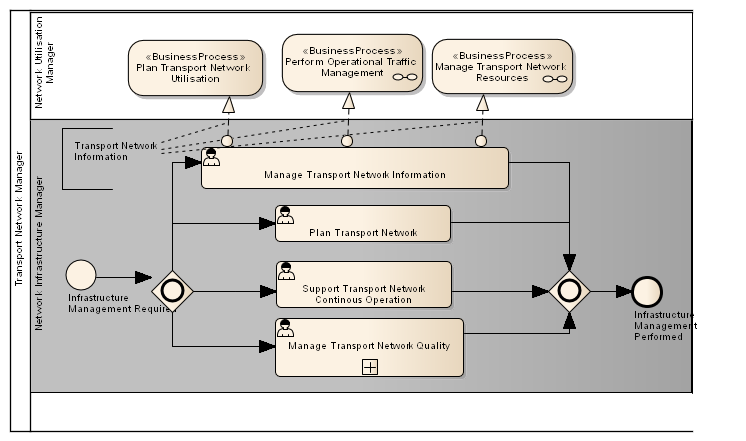 Network Utilisation
Manager
«BusinessProcess»
Plan Transport Network
Utilisation
«BusinessProcess»
Perform Operational Traffic
Management
«BusinessProcess»
Manage Transport Network
Resources
Transport Network Manager
Network Infrastructure Manager
Transport Network
Information
Manage Transport Network Information
Plan Transport Network
Infrastructure
Management Required
Support Transport Network
Continous Operation
Manage Transport Network Quality
Infrastructure
Management
Performed